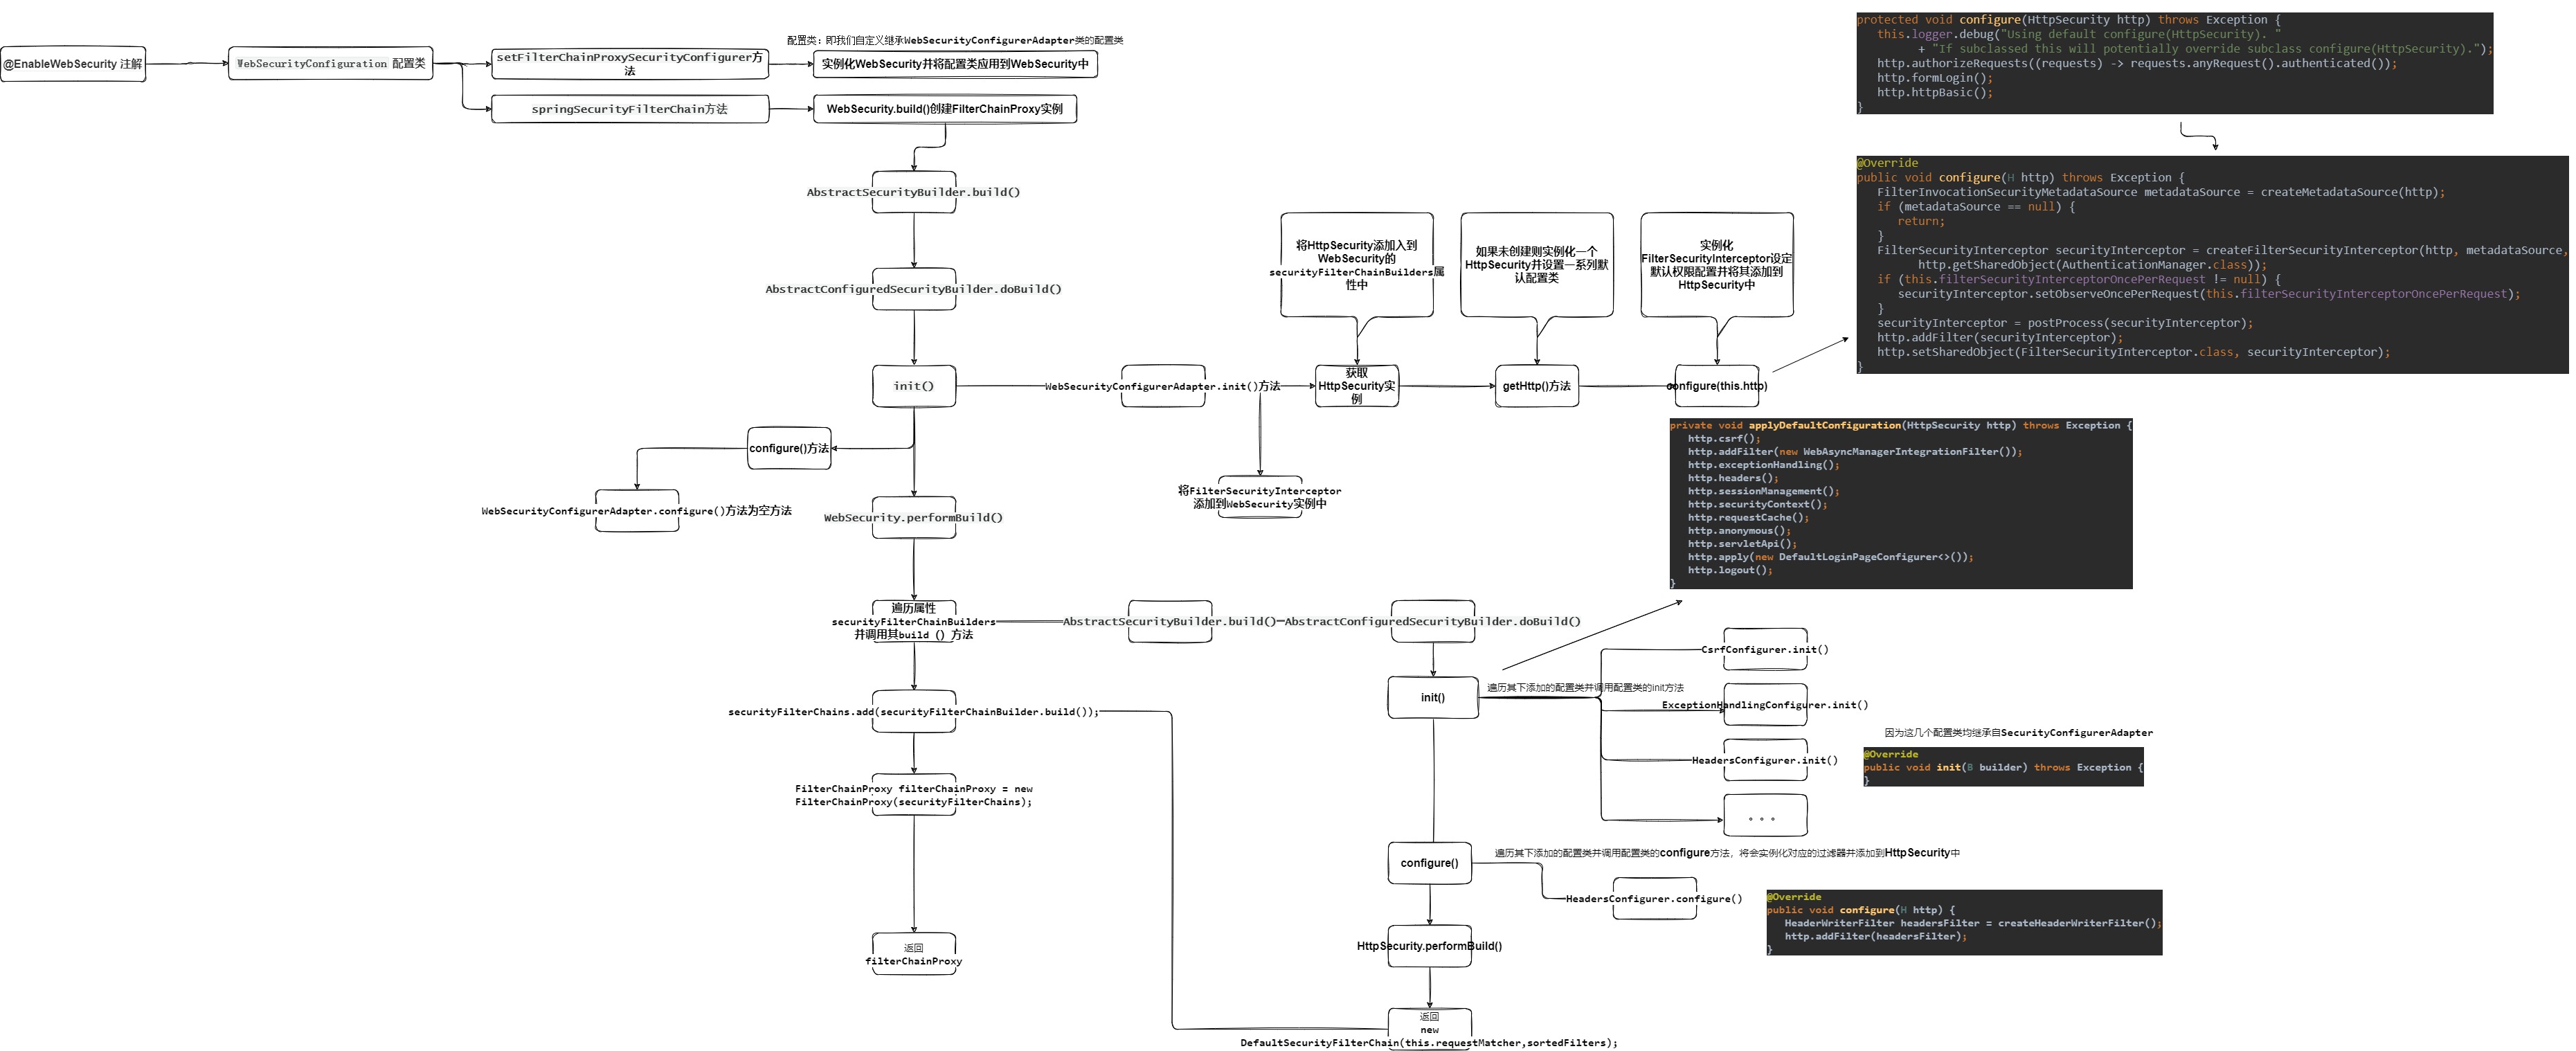 @EnableWebSecurity 注解
WebSecurityConfiguration 配置类
setFilterChainProxySecurityConfigurer方
法
配置类：即我们自定义继承WebSecurityConfigurerAdapter类的配置类
实例化WebSecurity并将配置类应用到WebSecurity中
springSecurityFilterChain方法
WebSecurity.build()创建FilterChainProxy实例
protected void configure(HttpSecurity http) throws Exception {
this.logger.debug("Using default configure(HttpSecurity). "
+ "If subclassed this will potentially override subclass configure(HttpSecurity).");
http.authorizeRequests((requests) -> requests.anyRequest().authenticated());
http.formLogin();
http.httpBasic();
}
@Override
public void configure(H http) throws Exception {
FilterInvocationSecurityMetadataSource metadataSource = createMetadataSource(http);
if (metadataSource == null) {
return;
}
FilterSecurityInterceptor securityInterceptor = createFilterSecurityInterceptor(http, metadataSource,
http.getSharedObject(AuthenticationManager.class));
if (this.filterSecurityInterceptorOncePerRequest != null) {
securityInterceptor.setObserveOncePerRequest(this.filterSecurityInterceptorOncePerRequest);
}
securityInterceptor = postProcess(securityInterceptor);
http.addFilter(securityInterceptor);
http.setSharedObject(FilterSecurityInterceptor.class, securityInterceptor);
}
AbstractSecurityBuilder.build()
AbstractConfiguredSecurityBuilder.doBuild()
将HttpSecurity添加入到
WebSecurity的
securityFilterChainBuilders属
性中
如果未创建则实例化一个
HttpSecurity并设置一系列默
认配置类
实例化
FilterSecurityInterceptor设定
默认权限配置并将其添加到
HttpSecurity中
init()
WebSecurityConfigurerAdapter.init()方法
获取
HttpSecurity实
例
getHttp()方法
configure(this.http)
configure()方法
WebSecurityConfigurerAdapter.configure()方法为空方法
将FilterSecurityInterceptor
添加到WebSecurity实例中
WebSecurity.performBuild()
private void applyDefaultConfiguration(HttpSecurity http) throws Exception {
http.csrf();
http.addFilter(new WebAsyncManagerIntegrationFilter());
http.exceptionHandling();
http.headers();
http.sessionManagement();
http.securityContext();
http.requestCache();
http.anonymous();
http.servletApi();
http.apply(new DefaultLoginPageConfigurer<>());
http.logout();
}
遍历属性
securityFilterChainBuilders
并调用其build（）方法
AbstractSecurityBuilder.build()
AbstractConfiguredSecurityBuilder.doBuild()
init()
遍历其下添加的配置类并调用配置类的init方法
CsrfConfigurer.init()
ExceptionHandlingConfigurer.init()
HeadersConfigurer.init()
。。。
因为这几个配置类均继承自SecurityConfigurerAdapter
@Override
public void init(B builder) throws Exception {
}
securityFilterChains.add(securityFilterChainBuilder.build());
FilterChainProxy filterChainProxy = new
FilterChainProxy(securityFilterChains);
返回
filterChainProxy
configure()
遍历其下添加的配置类并调用配置类的configure方法，将会实例化对应的过滤器并添加到HttpSecurity中
HeadersConfigurer.configure()
@Override
public void configure(H http) {
HeaderWriterFilter headersFilter = createHeaderWriterFilter();
http.addFilter(headersFilter);
}
HttpSecurity.performBuild()
返回
new
DefaultSecurityFilterChain(this.requestMatcher,sortedFilters);